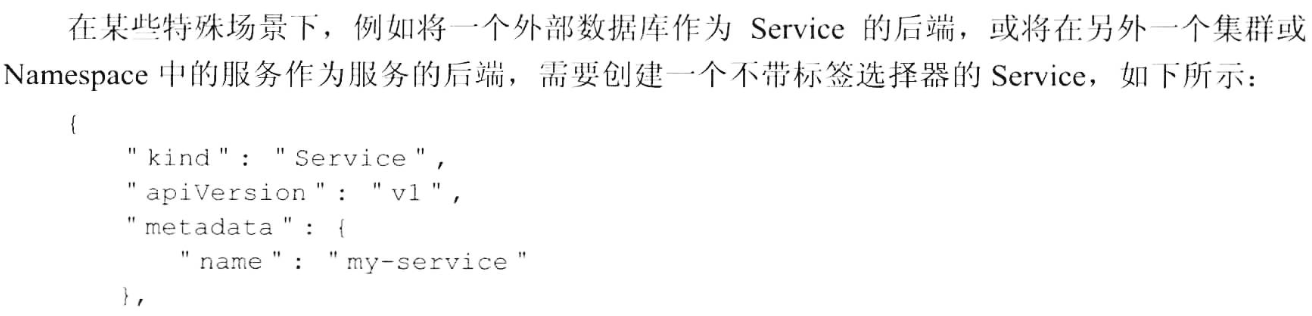 在某些特殊场景下，例如将一个外部数据库作为 Service 的后端，或将在另外一个集群或
Namespace 中的服务作为服务的后端，需要创建一个不带标签选择器的 Service，如下所示：
{
"kind": "Service",
"apiVersion": "v1",
"metadata": {
"name": "my-service"
},